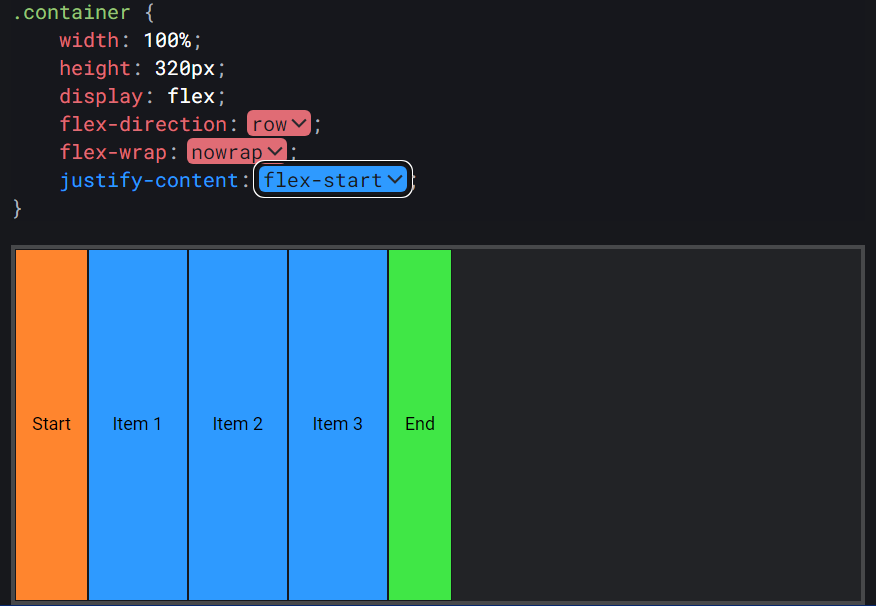 .container {
width: 100%;
height: 320px;
display: flex;
flex-direction: row;
flex-wrap: nowrap;
justify-content: flex-start;
}
Start Item 1 Item 2 Item 3 End